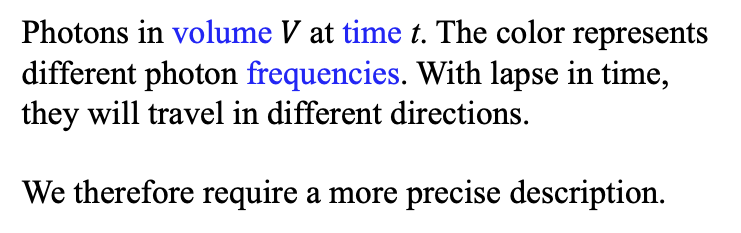 Photons in volume V at time t. The color represents
different photon frequencies. With lapse in time,
they will travel in different directions.
We therefore require a more precise description.